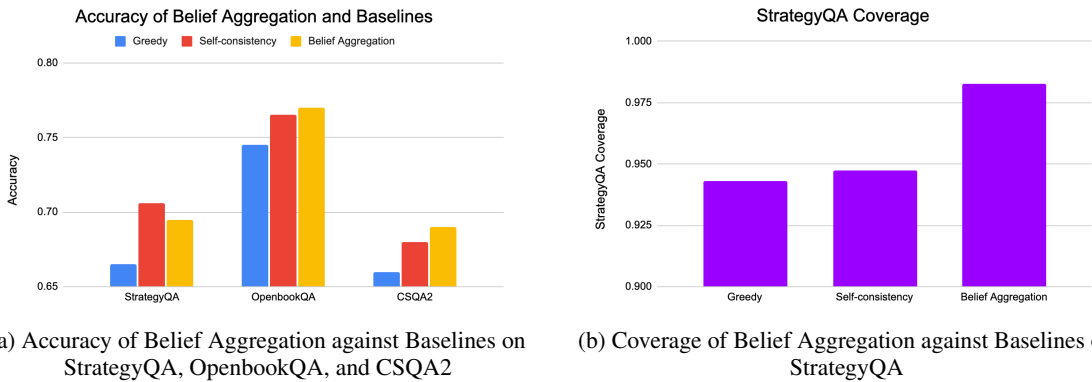 Accuracy of Belief Aggregation and Baselines
Greedy Self-consistency Belief Aggregation
0.80
0.75
0.70
0.65
Accuracy
StrategyQA OpenbookQA CSQA2
a) Accuracy of Belief Aggregation against Baselines on
StrategyQA, OpenbookQA, and CSQA2
StrategyQA Coverage
1.000
0.975
0.950
0.925
0.900
StrategyQA Coverage
Greedy Self-consistency Belief Aggregation
(b) Coverage of Belief Aggregation against Baselines
StrategyQA